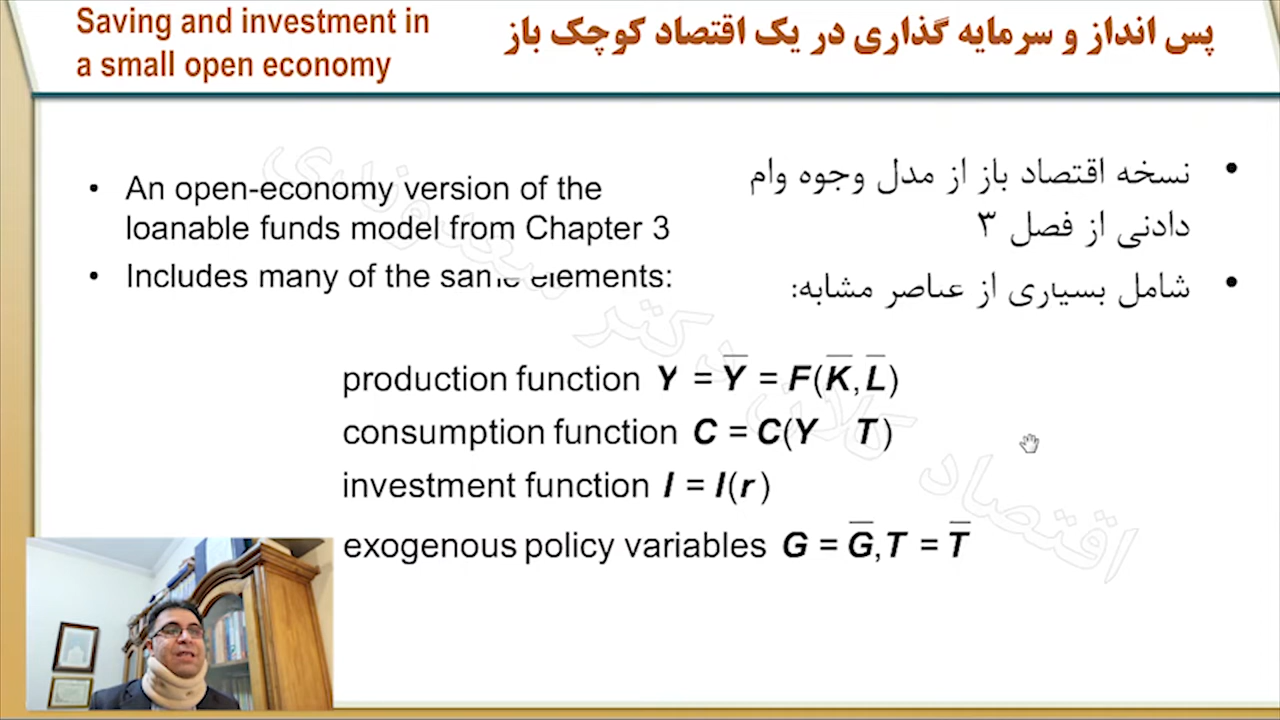 Saving and investment in
a small open economy
پس انداز و سرمایه گذاری در یک اقتصاد کوچک باز
• An open-economy version of the
loanable funds model from Chapter 3
• Includes many of the same elements:
• نسخه اقتصاد باز از مدل وجوه وام
دادنی از فصل ۳
• شامل بسیاری از عناصر مشابه:
production function Y = Y̅ = F(K̅, L̅)
consumption function C = C(Y T)
investment function I = I(r)
exogenous policy variables G = G̅, T = T̅
اقتصاد کلان دکتر